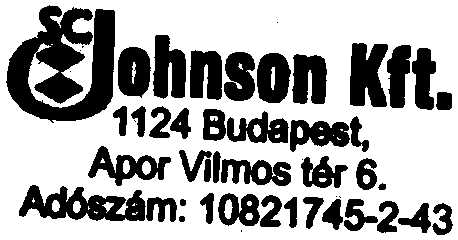 SC Johnson Kft.
1124 Budapest,
Apor Vilmos tér 6.
Adószám: 10821745-2-43